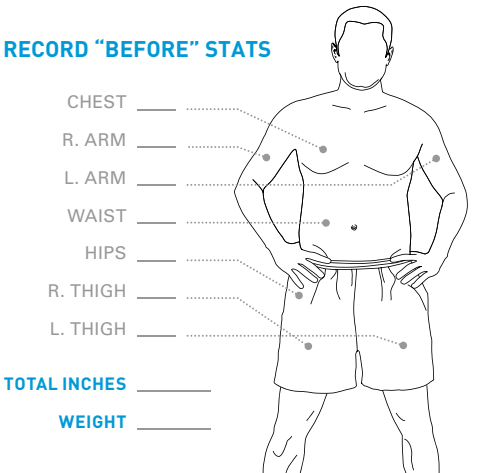 RECORD “BEFORE” STATS
CHEST
R. ARM
L. ARM
WAIST
HIPS
R. THIGH
L. THIGH
TOTAL INCHES
WEIGHT